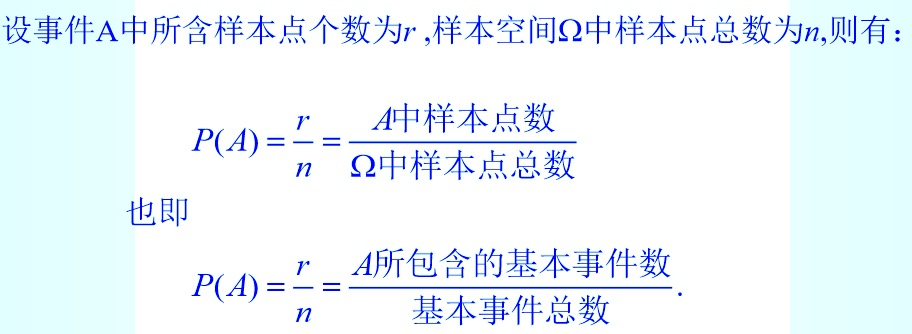 设事件A中所含样本点个数为r ,样本空间Ω中样本点总数为n,则有：
P(A) = r/n = A中样本点数/Ω中样本点总数
也即
P(A) = r/n = A所包含的基本事件数/基本事件总数.